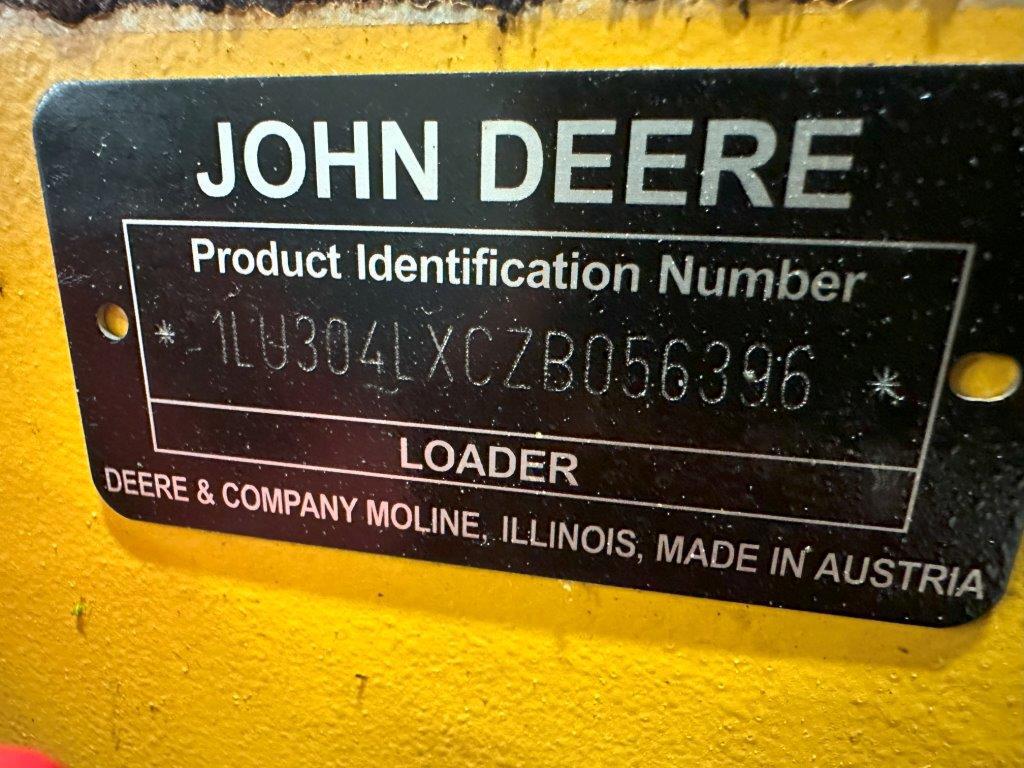 JOHN DEERE
Product Identification Number
* 1LU304LXCZB056396 *
LOADER
DEERE & COMPANY MOLINE, ILLINOIS, MADE IN AUSTRIA